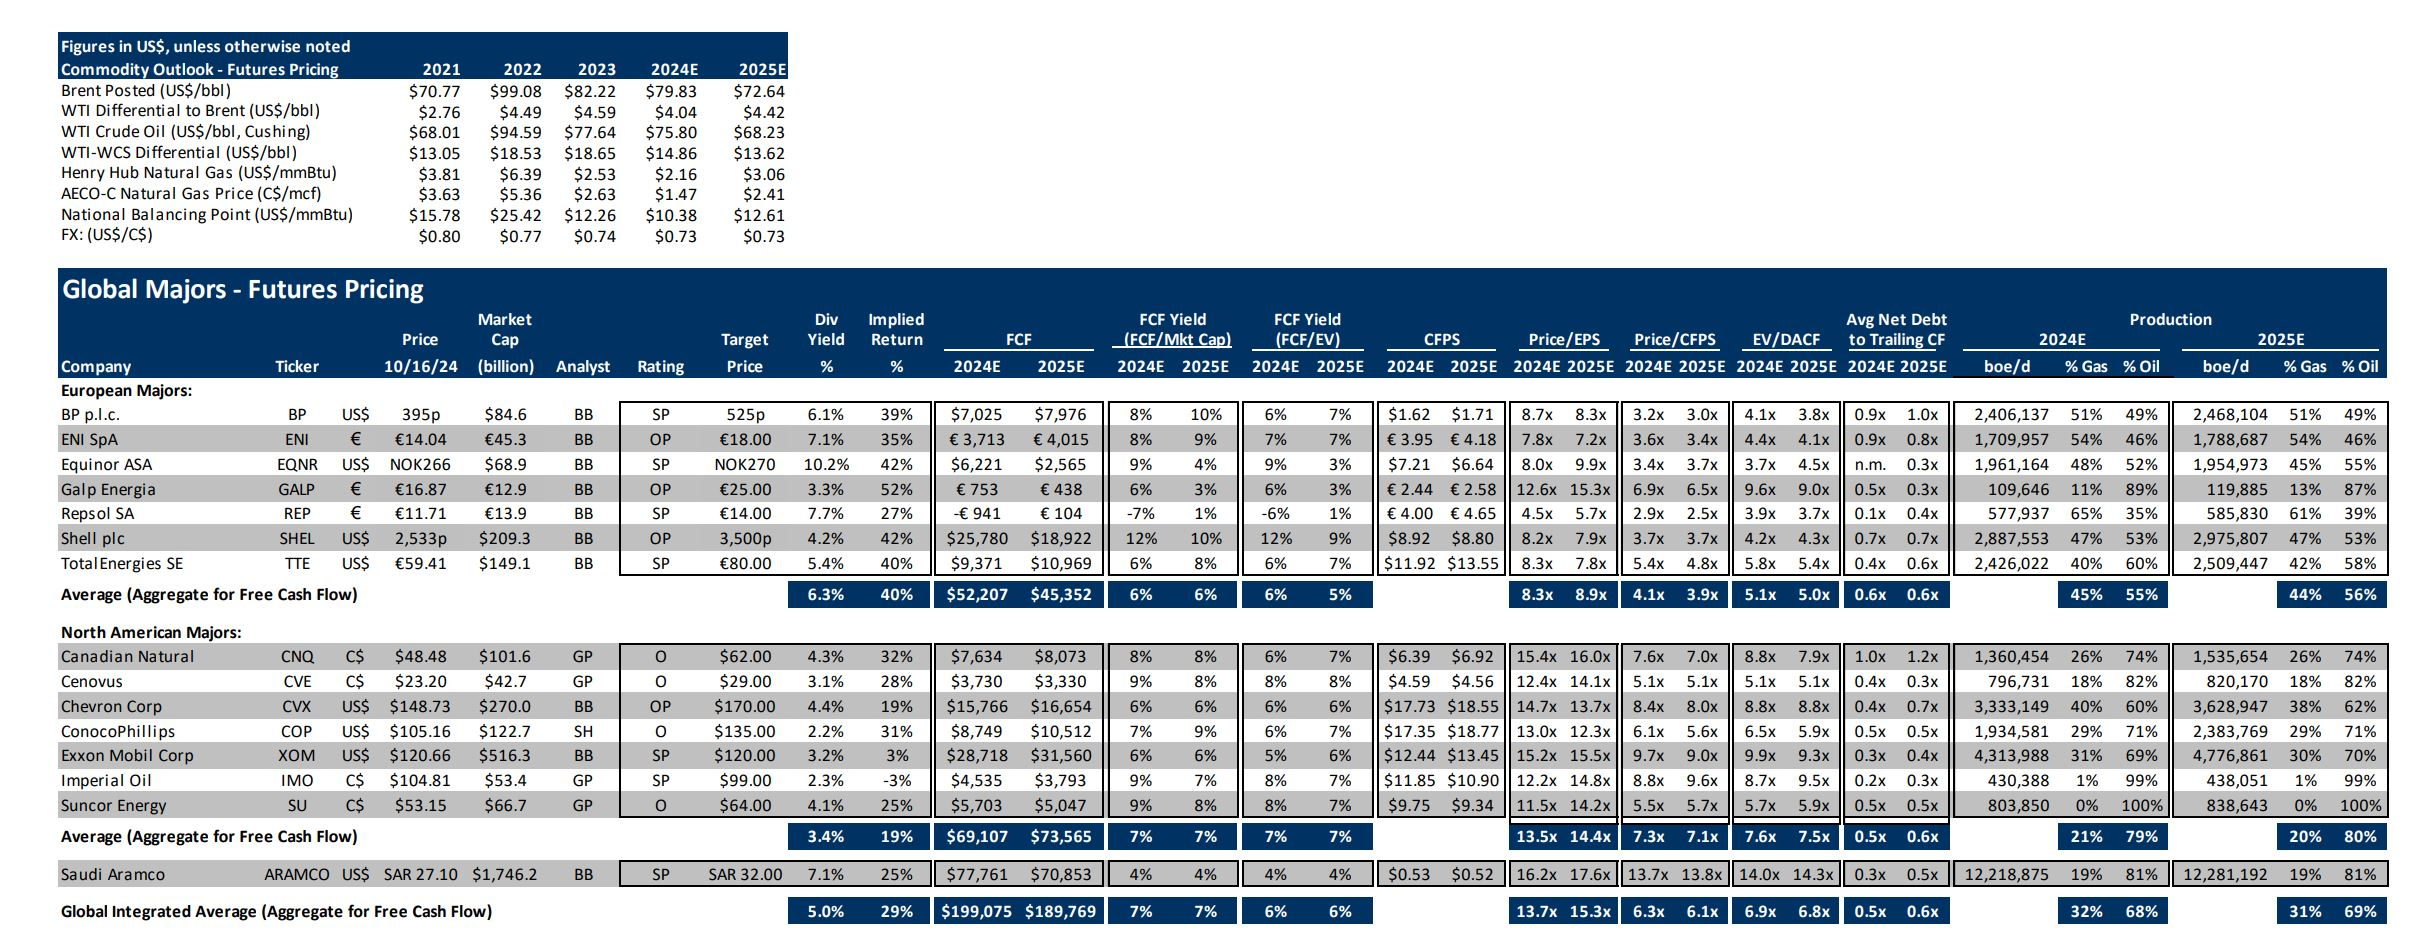 Figures in US$, unless otherwise noted
Commodity Outlook - Futures Pricing 2021 2022 2023 2024E 2025E
Brent Posted (US$/bbl) $70.77 $99.08 $82.22 $79.83 $72.64
WTI Differential to Brent (US$/bbl) $2.76 $4.49 $4.59 $4.04 $4.42
WTI Crude Oil (US$/bbl, Cushing) $68.01 $94.59 $77.64 $75.80 $68.23
WTI-WCS Differential (US$/bbl) $13.05 $18.53 $18.65 $14.86 $13.62
Henry Hub Natural Gas (US$/mmBtu) $3.81 $6.39 $2.53 $2.16 $3.06
AECO-C Natural Gas Price (C$/mcf) $3.63 $5.36 $2.63 $1.47 $2.41
National Balancing Point (US$/mmBtu) $15.78 $25.42 $12.26 $10.38 $12.61
FX: (US$/C$) $0.80 $0.77 $0.74 $0.73 $0.73
Global Majors - Futures Pricing
Market Div Implied FCF Yield FCF Yield Avg Net Debt Production
Price Cap Target Yield Return FCF (FCF/Mkt Cap) (FCF/EV) CFPS Price/EPS Price/CFPS EV/DACF to Trailing CF 2024E 2025E
Company Ticker 10/16/24 (billion) Analyst Rating Price % % 2024E 2025E 2024E 2025E 2024E 2025E 2024E 2025E 2024E 2025E 2024E 2025E 2024E 2025E 2024E 2025E boe/d % Gas % Oil boe/d % Gas % Oil
European Majors:
BP p.l.c. BP US$ 395p $84.6 BB SP 525p 6.1% 39% $7,025 $7,976 8% 10% 6% 7% $1.62 $1.71 8.7x 8.3x 3.2x 3.0x 4.1x 3.8x 0.9x 1.0x 2,406,137 51% 49% 2,468,104 51% 49%
ENI SpA ENI € €14.04 €45.3 BB OP €18.00 7.1% 35% € 3,713 € 4,015 8% 9% 7% 7% € 3.95 € 4.18 7.8x 7.2x 3.6x 3.4x 4.4x 4.1x 0.9x 0.8x 1,709,957 54% 46% 1,788,687 54% 46%
Equinor ASA EQNR US$ NOK266 $68.9 BB SP NOK270 10.2% 42% $6,221 $2,565 9% 4% 9% 3% $7.21 $6.64 8.0x 9.9x 3.4x 3.7x 3.7x 4.5x n.m. 0.3x 1,961,164 48% 52% 1,954,973 45% 55%
Galp Energia GALP € €16.87 €12.9 BB OP €25.00 3.3% 52% € 753 € 438 6% 3% 6% 3% € 2.44 € 2.58 12.6x 15.3x 6.9x 6.5x 9.6x 9.0x 0.5x 0.3x 109,646 11% 89% 119,885 13% 87%
Repsol SA REP € €11.71 €13.9 BB SP €14.00 7.7% 27% -€ 941 € 104 -7% 1% -6% 1% € 4.00 € 4.65 4.5x 5.7x 2.9x 2.5x 3.9x 3.7x 0.1x 0.4x 577,937 65% 35% 585,830 61% 39%
Shell plc SHEL US$ 2,533p $209.3 BB OP 3,500p 4.2% 42% $25,780 $18,922 12% 10% 12% 9% $8.92 $8.80 8.2x 7.9x 3.7x 3.7x 4.2x 4.3x 0.7x 0.7x 2,887,553 47% 53% 2,975,807 47% 53%
TotalEnergies SE TTE US$ €59.41 $149.1 BB SP €80.00 5.4% 40% $9,371 $10,969 6% 8% 6% 7% $11.92 $13.55 8.3x 7.8x 5.4x 4.8x 5.8x 5.4x 0.4x 0.6x 2,426,022 40% 60% 2,509,447 42% 58%
Average (Aggregate for Free Cash Flow) 6.3% 40% $52,207 $45,352 6% 6% 6% 5% 8.3x 8.9x 4.1x 3.9x 5.1x 5.0x 0.6x 0.6x 45% 55% 44% 56%
North American Majors:
Canadian Natural CNQ C$ $48.48 $101.6 GP O $62.00 4.3% 32% $7,634 $8,073 8% 8% 6% 7% $6.39 $6.92 15.4x 16.0x 7.6x 7.0x 8.8x 7.9x 1.0x 1.2x 1,360,454 26% 74% 1,535,654 26% 74%
Cenovus CVE C$ $23.20 $42.7 GP O $29.00 3.1% 28% $3,730 $3,330 9% 8% 8% 8% $4.59 $4.56 12.4x 14.1x 5.1x 5.1x 5.1x 5.1x 0.4x 0.3x 796,731 18% 82% 820,170 18% 82%
Chevron Corp CVX US$ $148.73 $270.0 BB OP $170.00 4.4% 19% $15,766 $16,654 6% 6% 6% 6% $17.73 $18.55 14.7x 13.7x 8.4x 8.0x 8.8x 8.8x 0.4x 0.7x 3,333,149 40% 60% 3,628,947 38% 62%
ConocoPhillips COP US$ $105.16 $122.7 SH O $135.00 2.2% 31% $8,749 $10,512 7% 9% 7% 8% $17.35 $18.77 13.0x 12.3x 6.1x 5.6x 6.5x 5.9x 0.5x 0.5x 1,934,581 29% 71% 2,383,769 29% 71%
Exxon Mobil Corp XOM US$ $120.66 $516.3 BB SP $120.00 3.2% 3% $28,718 $31,560 6% 6% 5% 6% $12.44 $13.45 15.2x 15.5x 9.7x 9.0x 9.9x 9.3x 0.3x 0.4x 4,313,988 31% 69% 4,776,861 30% 70%
Imperial Oil IMO C$ $104.81 $53.4 GP SP $99.00 2.3% -3% $4,535 $3,793 9% 7% 8% 7% $11.85 $10.90 12.2x 14.8x 8.8x 9.6x 8.7x 9.5x 0.2x 0.3x 430,388 1% 99% 438,051 1% 99%
Suncor Energy SU C$ $53.15 $66.7 GP O $64.00 4.1% 25% $5,703 $5,047 9% 8% 8% 7% $9.75 $9.34 11.5x 14.2x 5.5x 5.7x 5.7x 5.9x 0.5x 0.5x 803,850 0% 100% 838,643 0% 100%
Average (Aggregate for Free Cash Flow) 3.4% 19% $69,107 $73,565 7% 7% 7% 7% 13.5x 14.4x 7.3x 7.1x 7.6x 7.5x 0.5x 0.6x 21% 79% 20% 80%
Saudi Aramco ARAMCO US$ SAR 27.10 $1,746.2 BB SP SAR 32.00 7.1% 25% $77,761 $70,853 4% 4% 4% 4% $0.53 $0.52 16.2x 17.6x 13.7x 13.8x 14.0x 14.3x 0.3x 0.5x 12,218,875 19% 81% 12,281,192 19% 81%
Global Integrated Average (Aggregate for Free Cash Flow) 5.0% 29% $199,075 $189,769 7% 7% 6% 6% 13.7x 15.3x 6.3x 6.1x 6.9x 6.8x 0.5x 0.6x 32% 68% 31% 69%